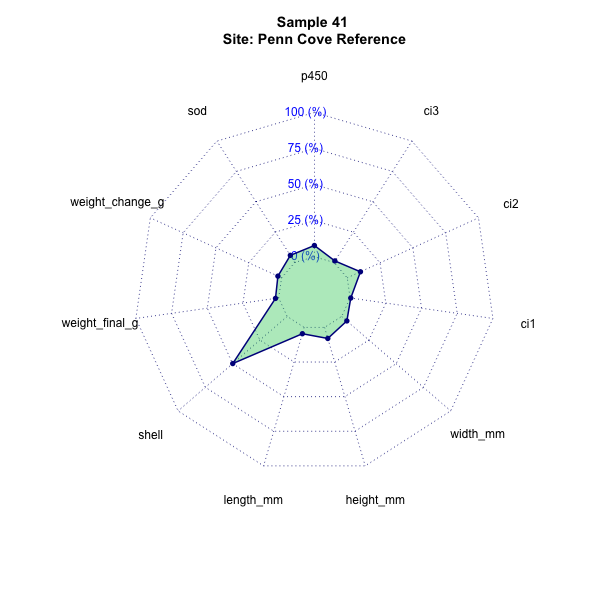 Sample 41
Site: Penn Cove Reference
p450
sod
ci3
100 (%)
75 (%)
50 (%)
25 (%)
0 (%)
weight_change_g
ci2
weight_final_g
ci1
shell
width_mm
length_mm
height_mm